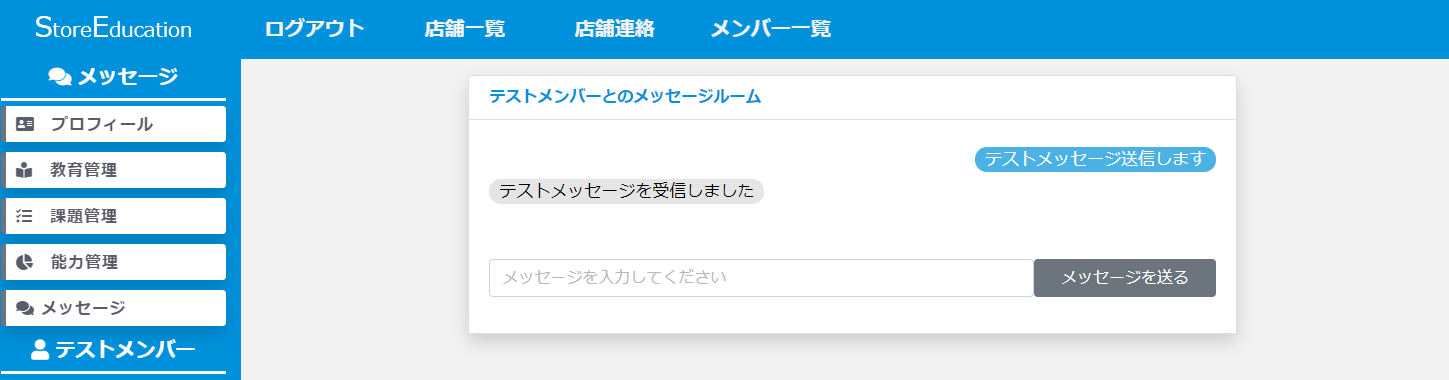 StoreEducation
ログアウト
店舗一覧
店舗連絡
メンバー一覧
メッセージ
プロフィール
教育管理
課題管理
能力管理
メッセージ
テストメンバー
テストメンバーとのメッセージルーム
テストメッセージ送信します
テストメッセージを受信しました
メッセージを入力してください
メッセージを送る